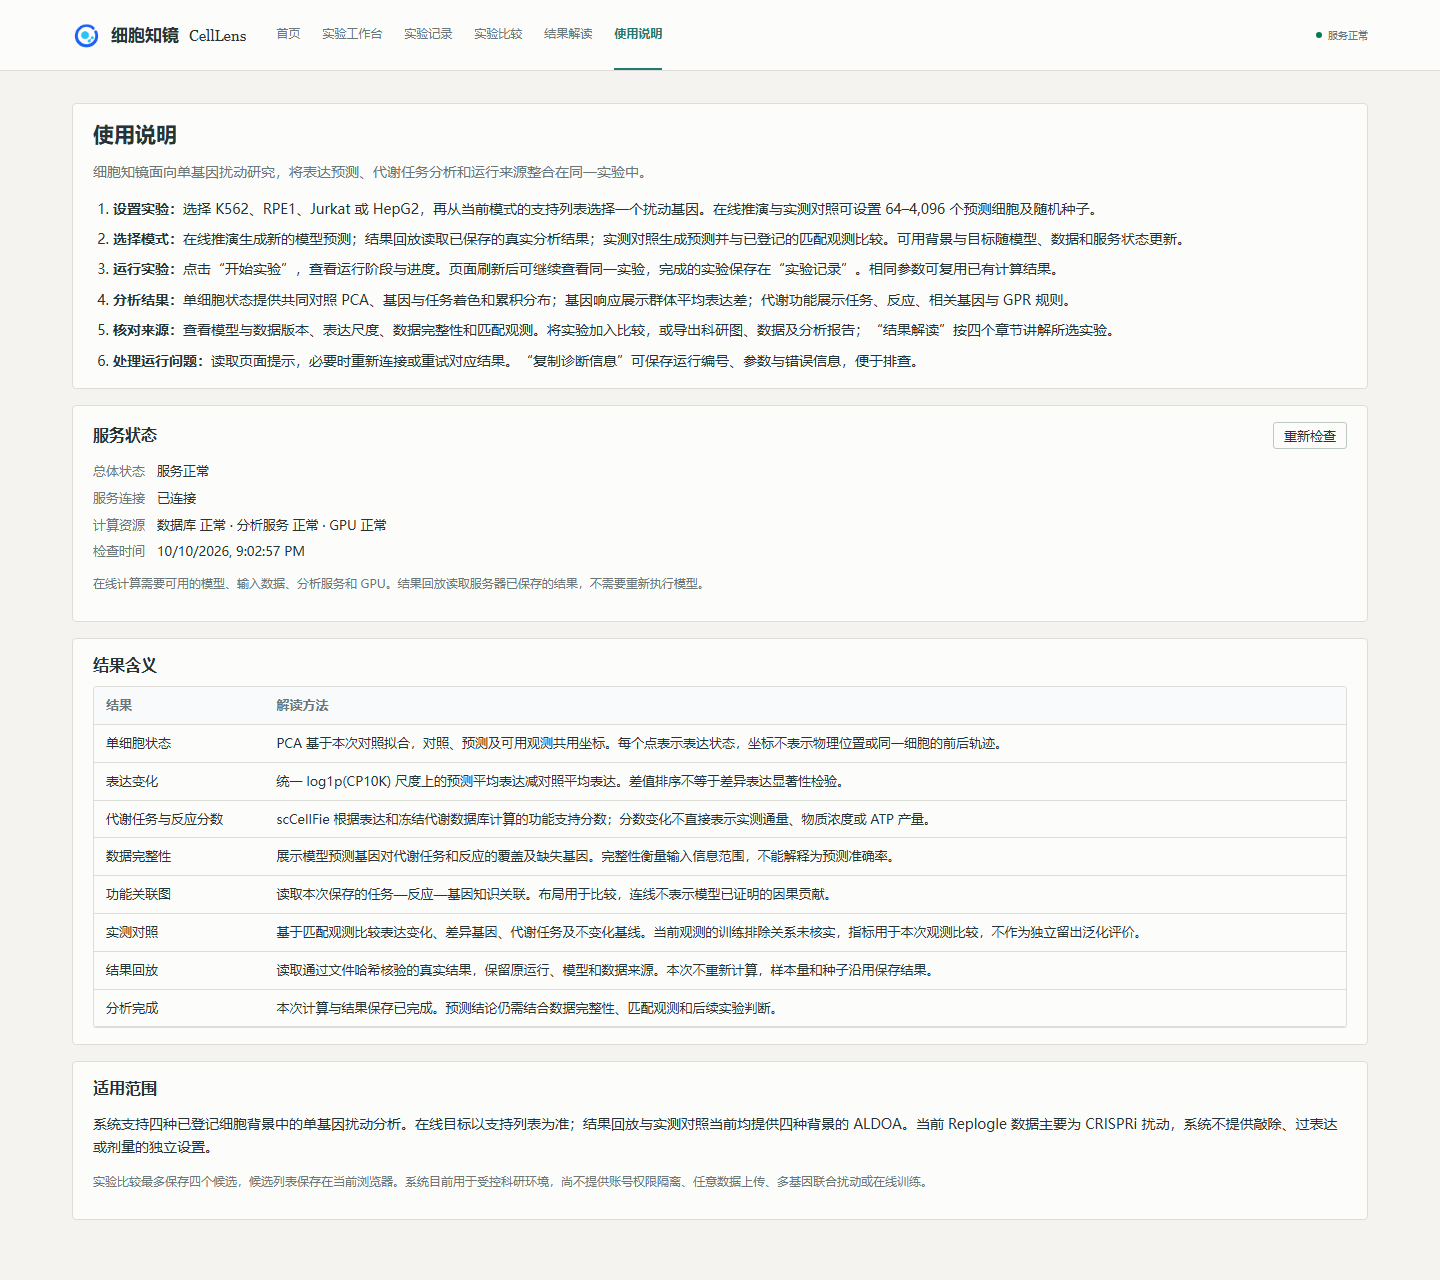 细胞知镜 CellLens 首页 实验工作台 实验记录 实验比较 结果解读 使用说明 服务正常
使用说明
细胞知镜面向单基因扰动研究，将表达预测、代谢任务分析和运行来源整合在同一实验中。
1. 设置实验：选择 K562、RPE1、Jurkat 或 HepG2，再从当前模式的支持列表选择一个扰动基因。在线推演与实测对照可设置 64–4,096 个预测细胞及随机种子。
2. 选择模式：在线推演生成新的模型预测；结果回放读取已保存的真实分析结果；实测对照生成预测并与已登记的匹配观测比较。可用背景与目标随模型、数据和服务状态更新。
3. 运行实验：点击“开始实验”，查看运行阶段与进度。页面刷新后可继续查看同一实验，完成的实验保存在“实验记录”。相同参数可复用已有计算结果。
4. 分析结果：单细胞状态提供共同对照 PCA、基因与任务着色和累积分布；基因响应展示群体平均表达差；代谢功能展示任务、反应、相关基因与 GPR 规则。
5. 核对来源：查看模型与数据版本、表达尺度、数据完整性和匹配观测。将实验加入比较，或导出科研图、数据及分析报告；“结果解读”按四个章节讲解所选实验。
6. 处理运行问题：读取页面提示，必要时重新连接或重试对应结果。“复制诊断信息”可保存运行编号、参数与错误信息，便于排查。
服务状态 重新检查
总体状态 服务正常
服务连接 已连接
计算资源 数据库 正常 · 分析服务 正常 · GPU 正常
检查时间 10/10/2026, 9:02:57 PM
在线计算需要可用的模型、输入数据、分析服务和 GPU。结果回放读取服务器已保存的结果，不需要重新执行模型。
结果含义
结果 解读方法
单细胞状态 PCA 基于本次对照拟合，对照、预测及可用观测共用坐标。每个点表示表达状态，坐标不表示物理位置或同一细胞的前后轨迹。
表达变化 统一 log1p(CP10K) 尺度上的预测平均表达减对照平均表达。差值排序不等于差异表达显著性检验。
代谢任务与反应分数 scCellFie 根据表达和冻结代谢数据库计算的功能支持分数；分数变化不直接表示实测通量、物质浓度或 ATP 产量。
数据完整性 展示模型预测基因对代谢任务和反应的覆盖及缺失基因。完整性衡量输入信息范围，不能解释为预测准确率。
功能关联图 读取本次保存的任务—反应—基因知识关联。布局用于比较，连线不表示模型已证明的因果贡献。
实测对照 基于匹配观测比较表达变化、差异基因、代谢任务及不变化基线。当前观测的训练排除关系未核实，指标用于本次观测比较，不作为独立留出泛化评价。
结果回放 读取通过文件哈希核验的真实结果，保留原运行、模型和数据来源。本次不重新计算，样本量和种子沿用保存结果。
分析完成 本次计算与结果保存已完成。预测结论仍需结合数据完整性、匹配观测和后续实验判断。
适用范围
系统支持四种已登记细胞背景中的单基因扰动分析。在线目标以支持列表为准；结果回放与实测对照当前均提供四种背景的 ALDOA。当前 Replogle 数据主要为 CRISPRi 扰动，系统不提供敲除、过表达
或剂量的独立设置。
实验比较最多保存四个候选，候选列表保存在当前浏览器。系统目前用于受控科研环境，尚不提供账号权限隔离、任意数据上传、多基因联合扰动或在线训练。